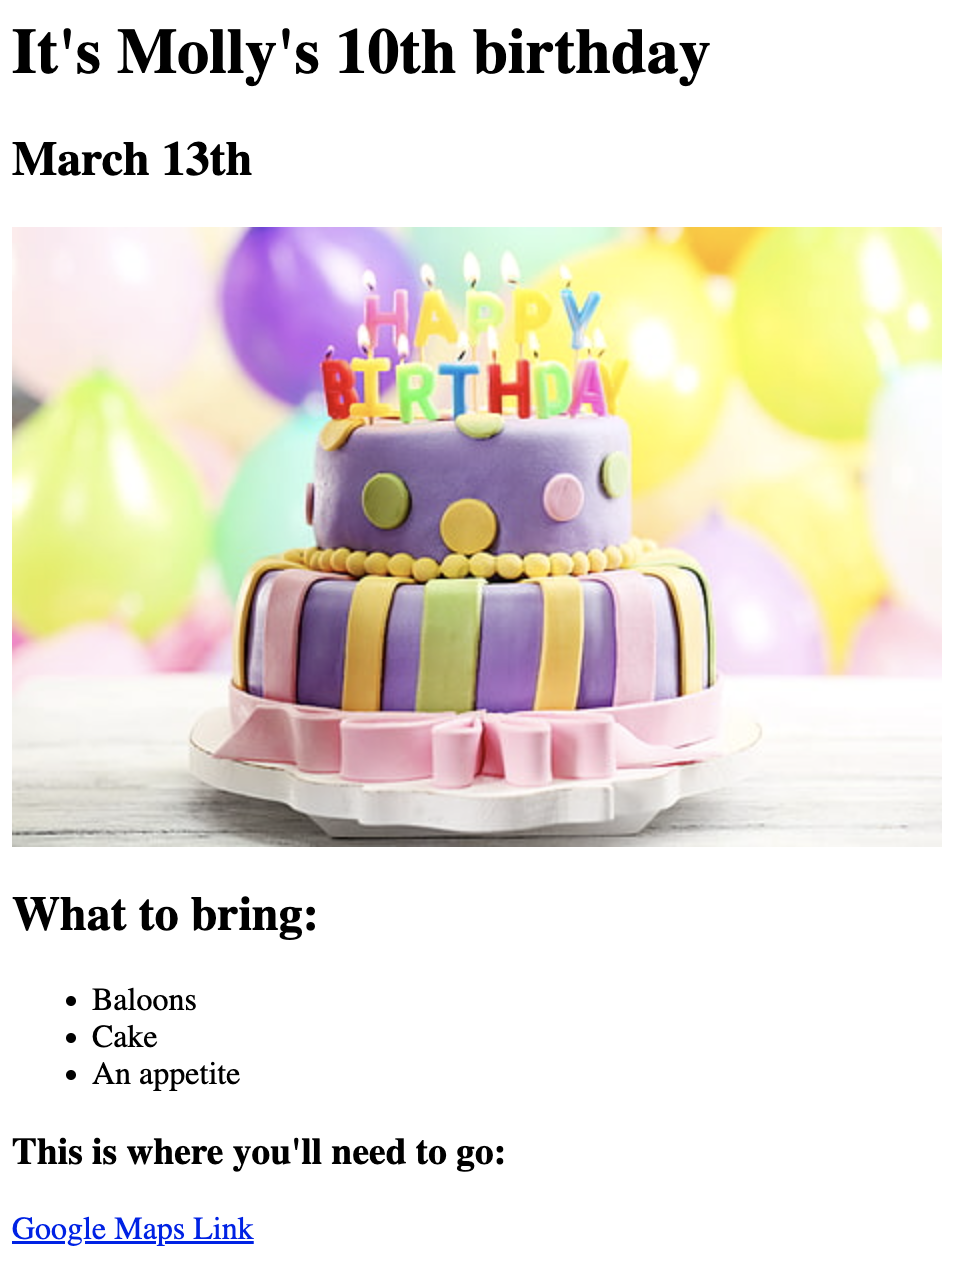 It's Molly's 10th birthday
March 13th
HAPPY
BIRTHDAY
What to bring:
Baloons
Cake
An appetite
This is where you'll need to go:
Google Maps Link